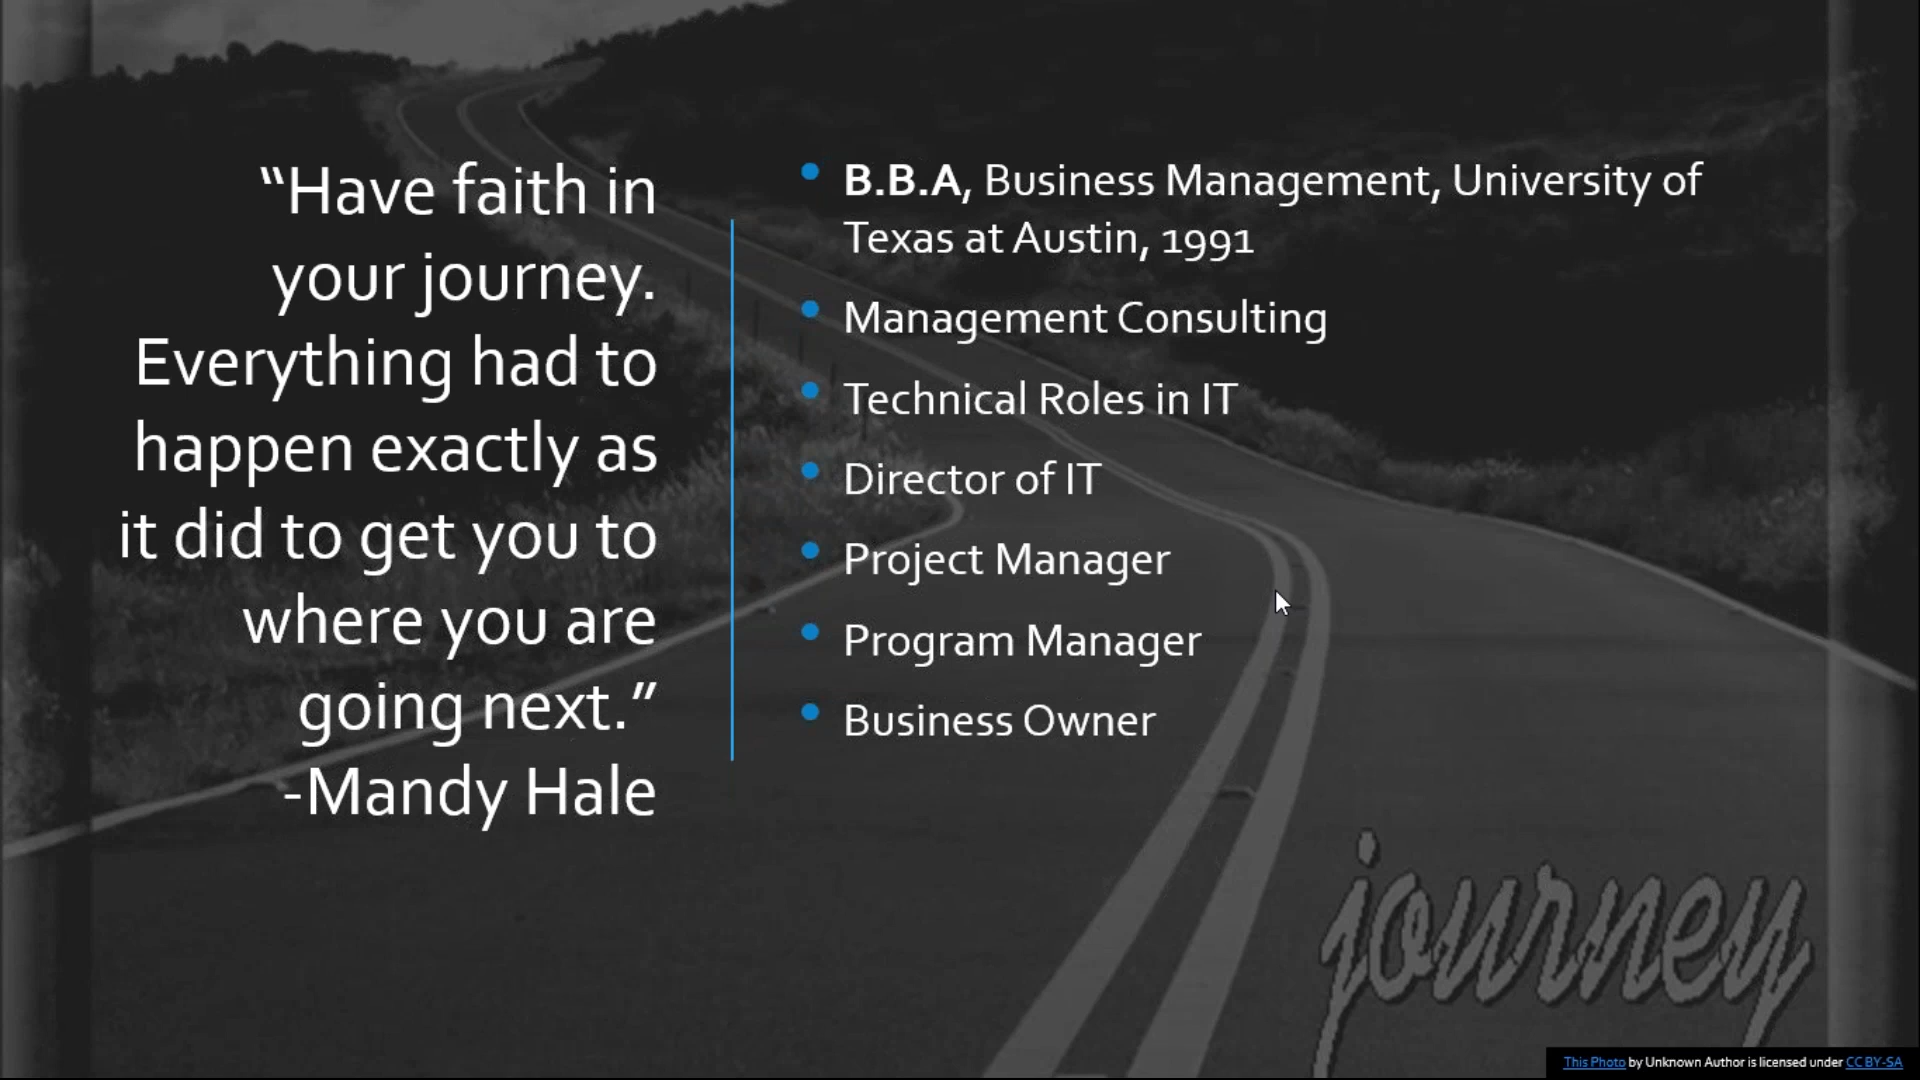 “Have faith in
your journey.
Everything had to
happen exactly as
it did to get you to
where you are
going next.”
-Mandy Hale
B.B.A, Business Management, University of
Texas at Austin, 1991
Management Consulting
Technical Roles in IT
Director of IT
Project Manager
Program Manager
Business Owner
journey
This Photo by Unknown Author is licensed under CC BY-SA